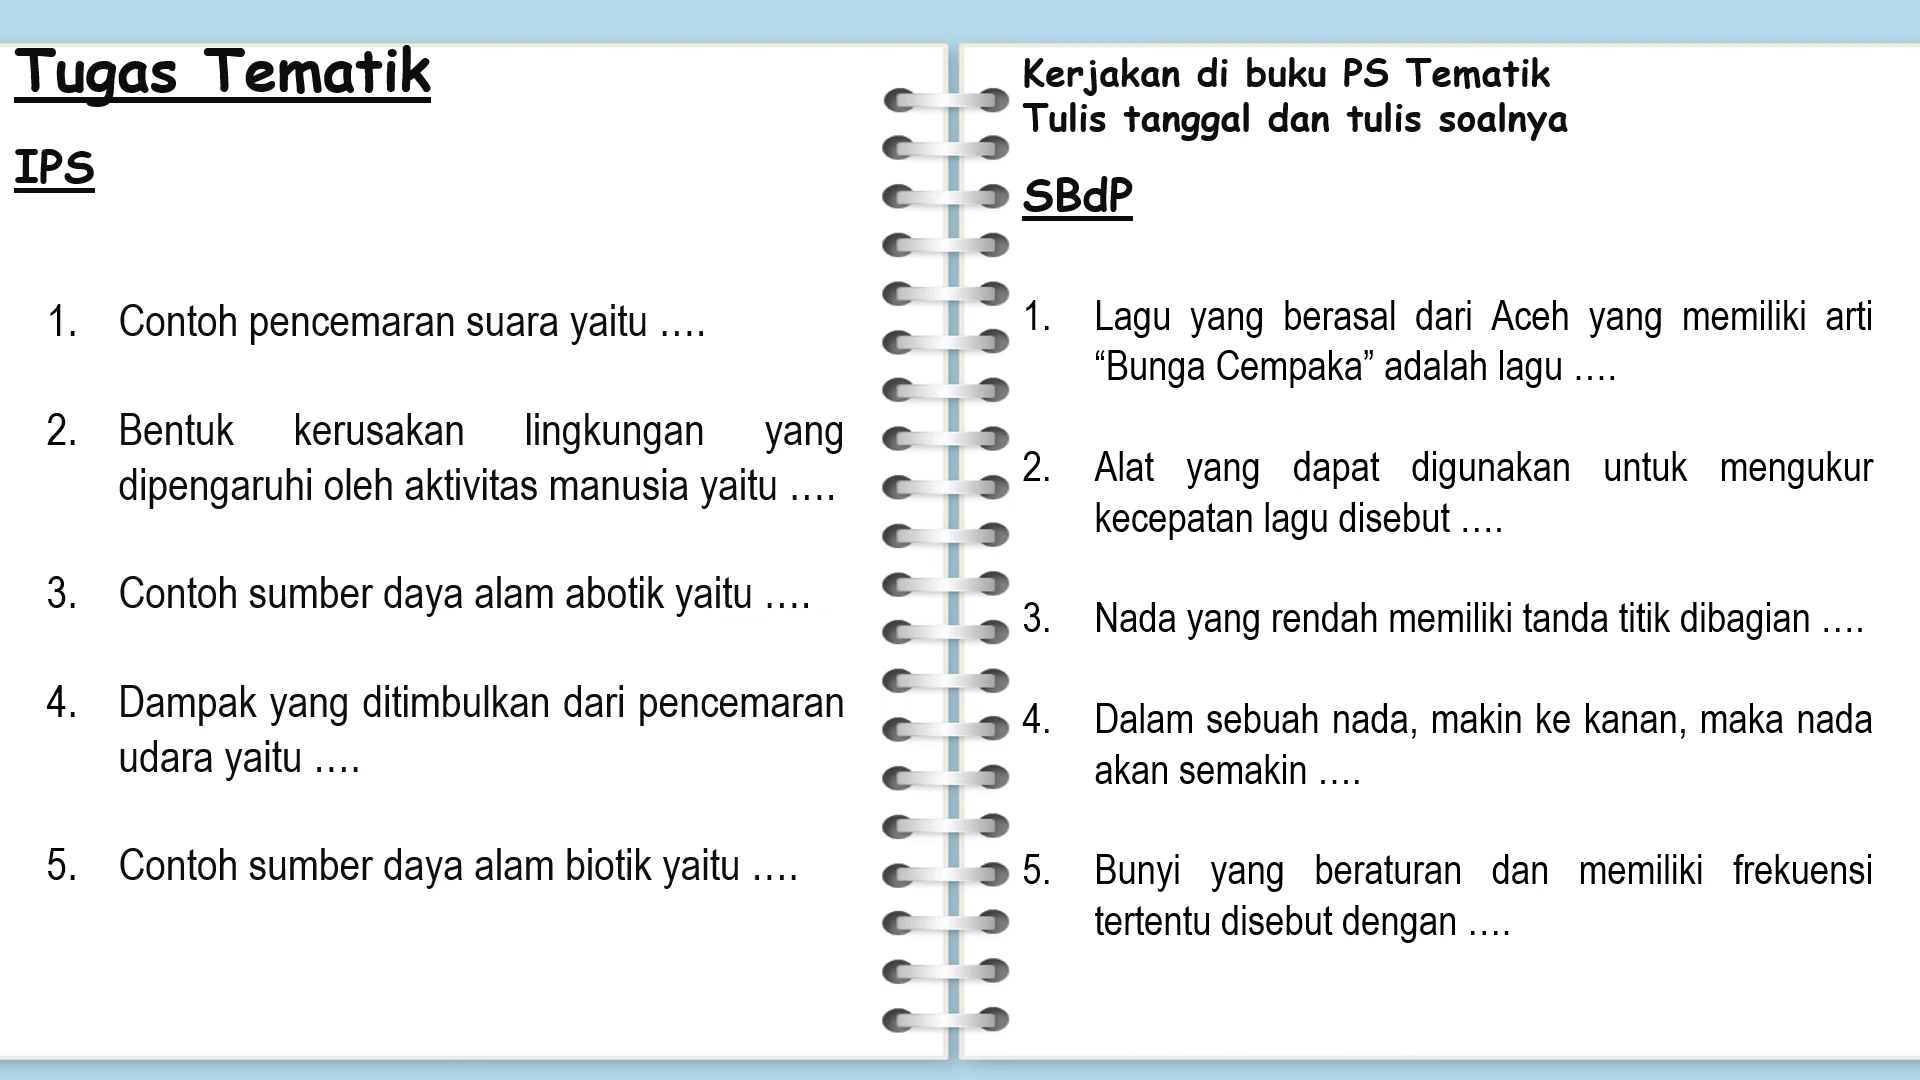 Tugas Tematik
IPS
1. Contoh pencemaran suara yaitu ….
2. Bentuk kerusakan lingkungan yang
dipengaruhi oleh aktivitas manusia yaitu ….
3. Contoh sumber daya alam abotik yaitu ….
4. Dampak yang ditimbulkan dari pencemaran
udara yaitu ….
5. Contoh sumber daya alam biotik yaitu ….
Kerjakan di buku PS Tematik
Tulis tanggal dan tulis soalnya
SBdP
1. Lagu yang berasal dari Aceh yang memiliki arti
“Bunga Cempaka” adalah lagu ….
2. Alat yang dapat digunakan untuk mengukur
kecepatan lagu disebut ….
3. Nada yang rendah memiliki tanda titik dibagian ….
4. Dalam sebuah nada, makin ke kanan, maka nada
akan semakin ….
5. Bunyi yang beraturan dan memiliki frekuensi
tertentu disebut dengan ….